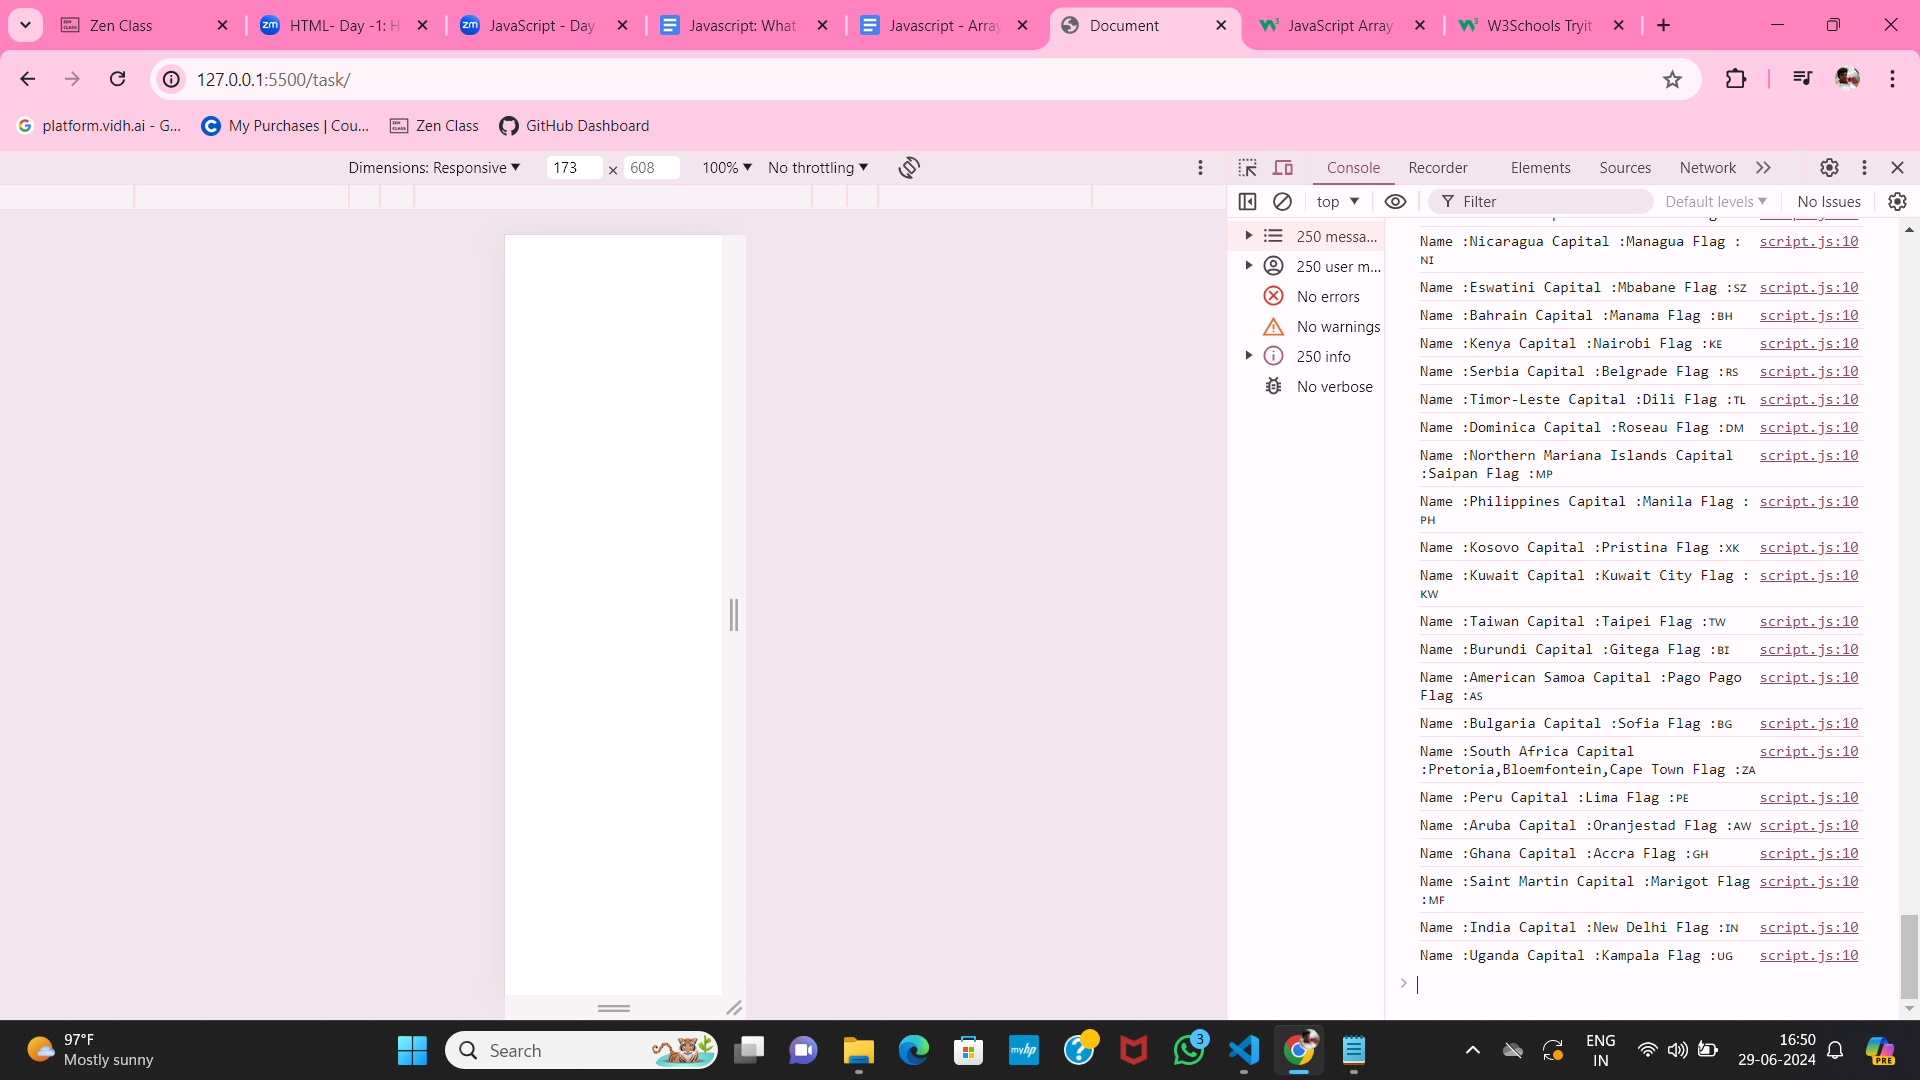 Zen Class
HTML- Day -1: H
JavaScript - Day
Javascript: What
Javascript - Array
Document
JavaScript Array
W3Schools Tryit
127.0.0.1:5500/task/
platform.vidh.ai - G...
My Purchases | Cou...
Zen Class
GitHub Dashboard
Dimensions: Responsive 173 × 608 100% No throttling
Console Recorder Elements Sources Network
top Filter Default levels No Issues
250 messa...
250 user m...
No errors
No warnings
250 info
No verbose
Name :Nicaragua Capital :Managua Flag : script.js:10
NI
Name :Eswatini Capital :Mbabane Flag :SZ script.js:10
Name :Bahrain Capital :Manama Flag :BH script.js:10
Name :Kenya Capital :Nairobi Flag :KE script.js:10
Name :Serbia Capital :Belgrade Flag :RS script.js:10
Name :Timor-Leste Capital :Dili Flag :TL script.js:10
Name :Dominica Capital :Roseau Flag :DM script.js:10
Name :Northern Mariana Islands Capital script.js:10
:Saipan Flag :MP
Name :Philippines Capital :Manila Flag : script.js:10
PH
Name :Kosovo Capital :Pristina Flag :XK script.js:10
Name :Kuwait Capital :Kuwait City Flag : script.js:10
KW
Name :Taiwan Capital :Taipei Flag :TW script.js:10
Name :Burundi Capital :Gitega Flag :BI script.js:10
Name :American Samoa Capital :Pago Pago script.js:10
Flag :AS
Name :Bulgaria Capital :Sofia Flag :BG script.js:10
Name :South Africa Capital script.js:10
:Pretoria,Bloemfontein,Cape Town Flag :ZA
Name :Peru Capital :Lima Flag :PE script.js:10
Name :Aruba Capital :Oranjestad Flag :AW script.js:10
Name :Ghana Capital :Accra Flag :GH script.js:10
Name :Saint Martin Capital :Marigot Flag script.js:10
:MF
Name :India Capital :New Delhi Flag :IN script.js:10
Name :Uganda Capital :Kampala Flag :UG script.js:10
97°F
Mostly sunny
Search
3
ENG
IN
16:50
29-06-2024